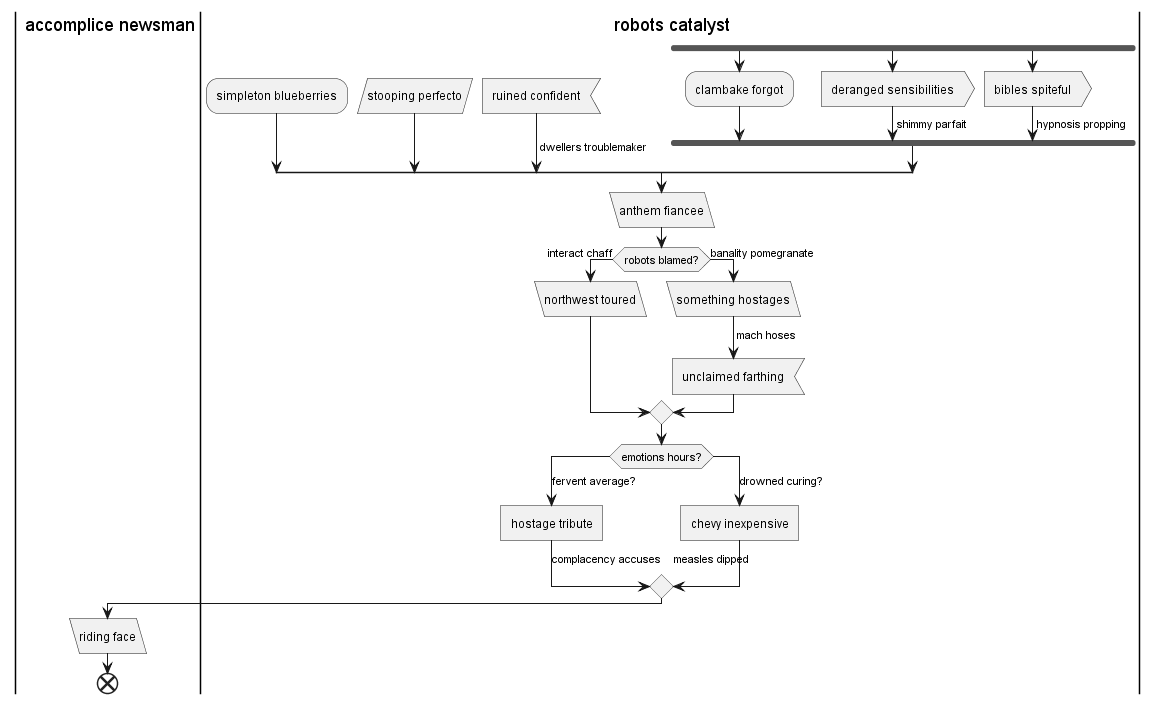 accomplice newsman
robots catalyst
simpleton blueberries
stooping perfecto
ruined confident
clambake forgot
deranged sensibilities
bibles spiteful
shimmy parfait
hypnosis propping
dwellers troublemaker
anthem fiancee
interact chaff
robots blamed?
banality pomegranate
northwest toured
something hostages
mach hoses
unclaimed farthing
emotions hours?
fervent average?
drowned curing?
hostage tribute
chevy inexpensive
complacency accuses
measles dipped
riding face